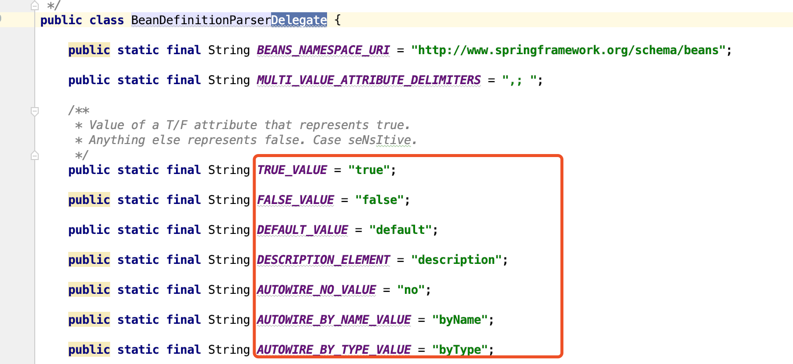 */
public class BeanDefinitionParserDelegate {
public static final String BEANS_NAMESPACE_URI = "http://www.springframework.org/schema/beans";
public static final String MULTI_VALUE_ATTRIBUTE_DELIMITERS = ",; ";
/**
* Value of a T/F attribute that represents true.
* Anything else represents false. Case seNsItive.
*/
public static final String TRUE_VALUE = "true";
public static final String FALSE_VALUE = "false";
public static final String DEFAULT_VALUE = "default";
public static final String DESCRIPTION_ELEMENT = "description";
public static final String AUTOWIRE_NO_VALUE = "no";
public static final String AUTOWIRE_BY_NAME_VALUE = "byName";
public static final String AUTOWIRE_BY_TYPE_VALUE = "byType";